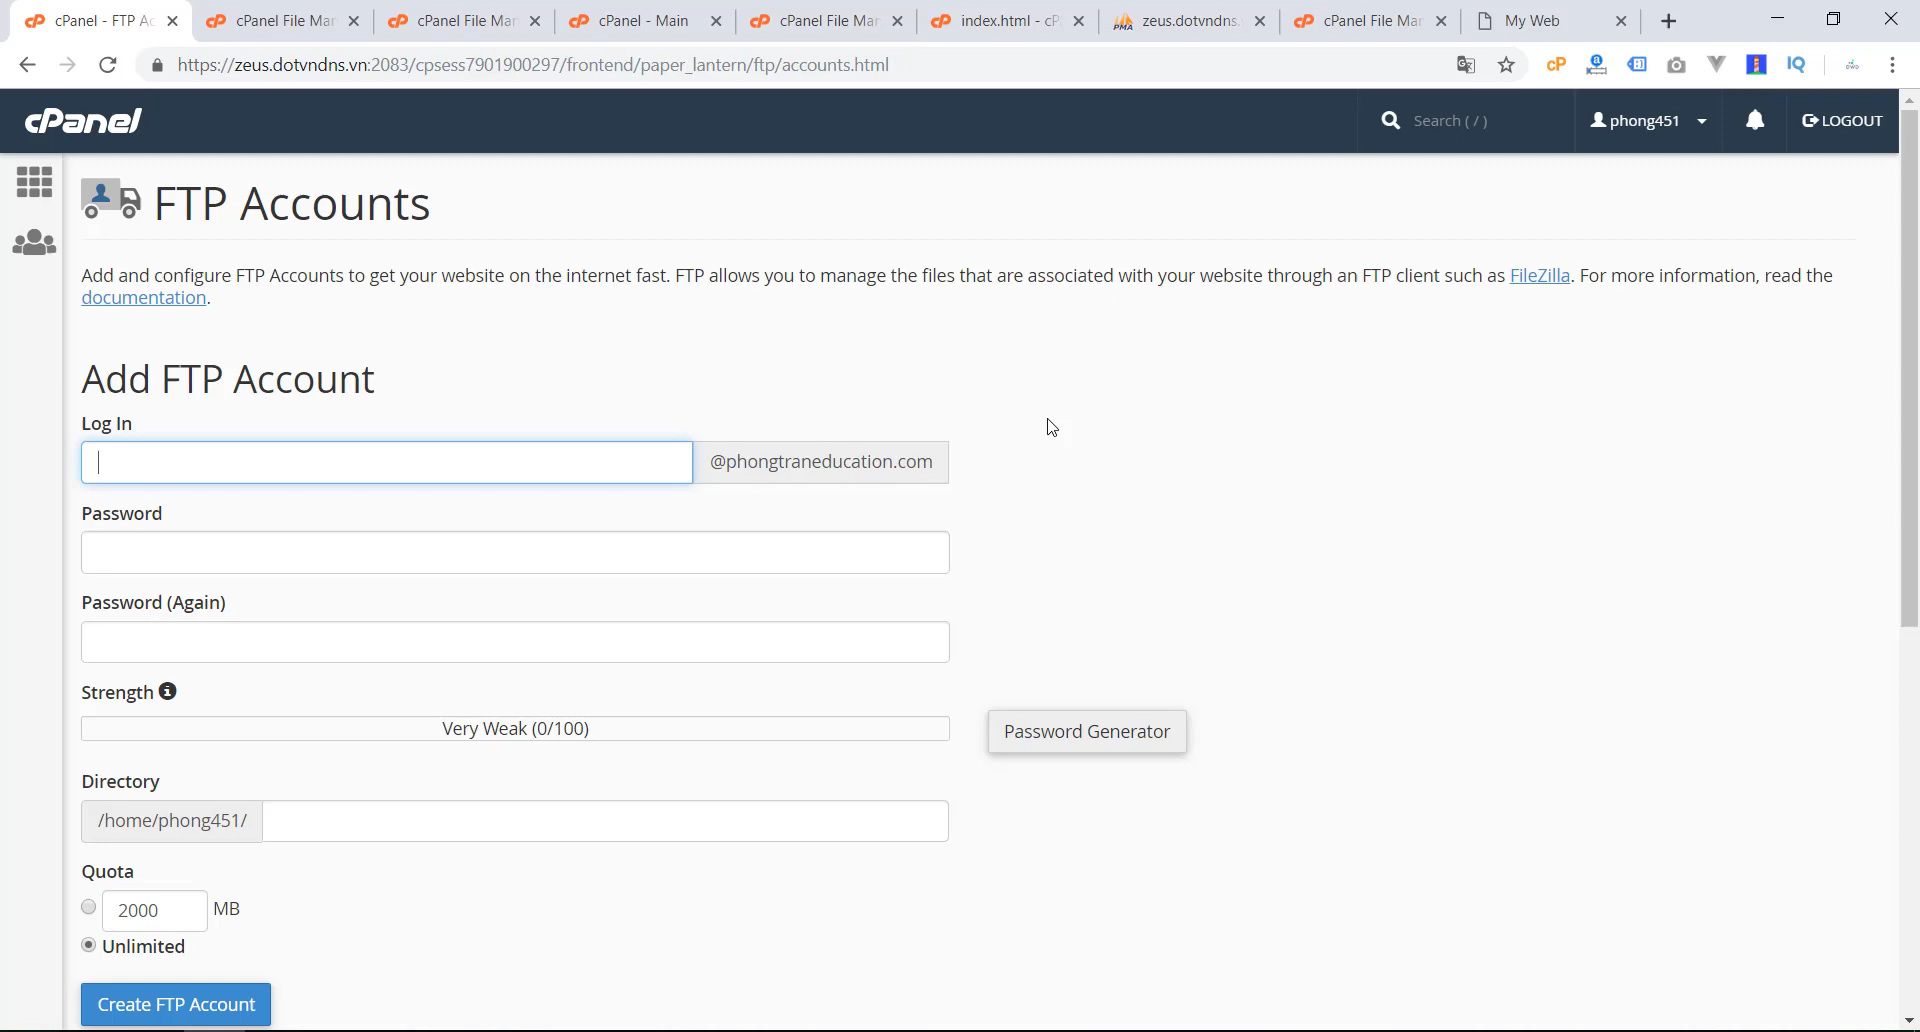 cPanel - FTP Ac
cPanel File Mar
cPanel File Mar
cPanel - Main
cPanel File Mar
index.html - cP
zeus.dotvndns.
cPanel File Mar
My Web
https://zeus.dotvndns.vn:2083/cpsess7901900297/frontend/paper_lantern/ftp/accounts.html
cPanel
Search ( / )
phong451
LOGOUT
FTP Accounts
Add and configure FTP Accounts to get your website on the internet fast. FTP allows you to manage the files that are associated with your website through an FTP client such as FileZilla. For more information, read the
documentation.
Add FTP Account
Log In
@phongtraneducation.com
Password
Password (Again)
Strength
Very Weak (0/100)
Password Generator
Directory
/home/phong451/
Quota
2000 MB
Unlimited
Create FTP Account